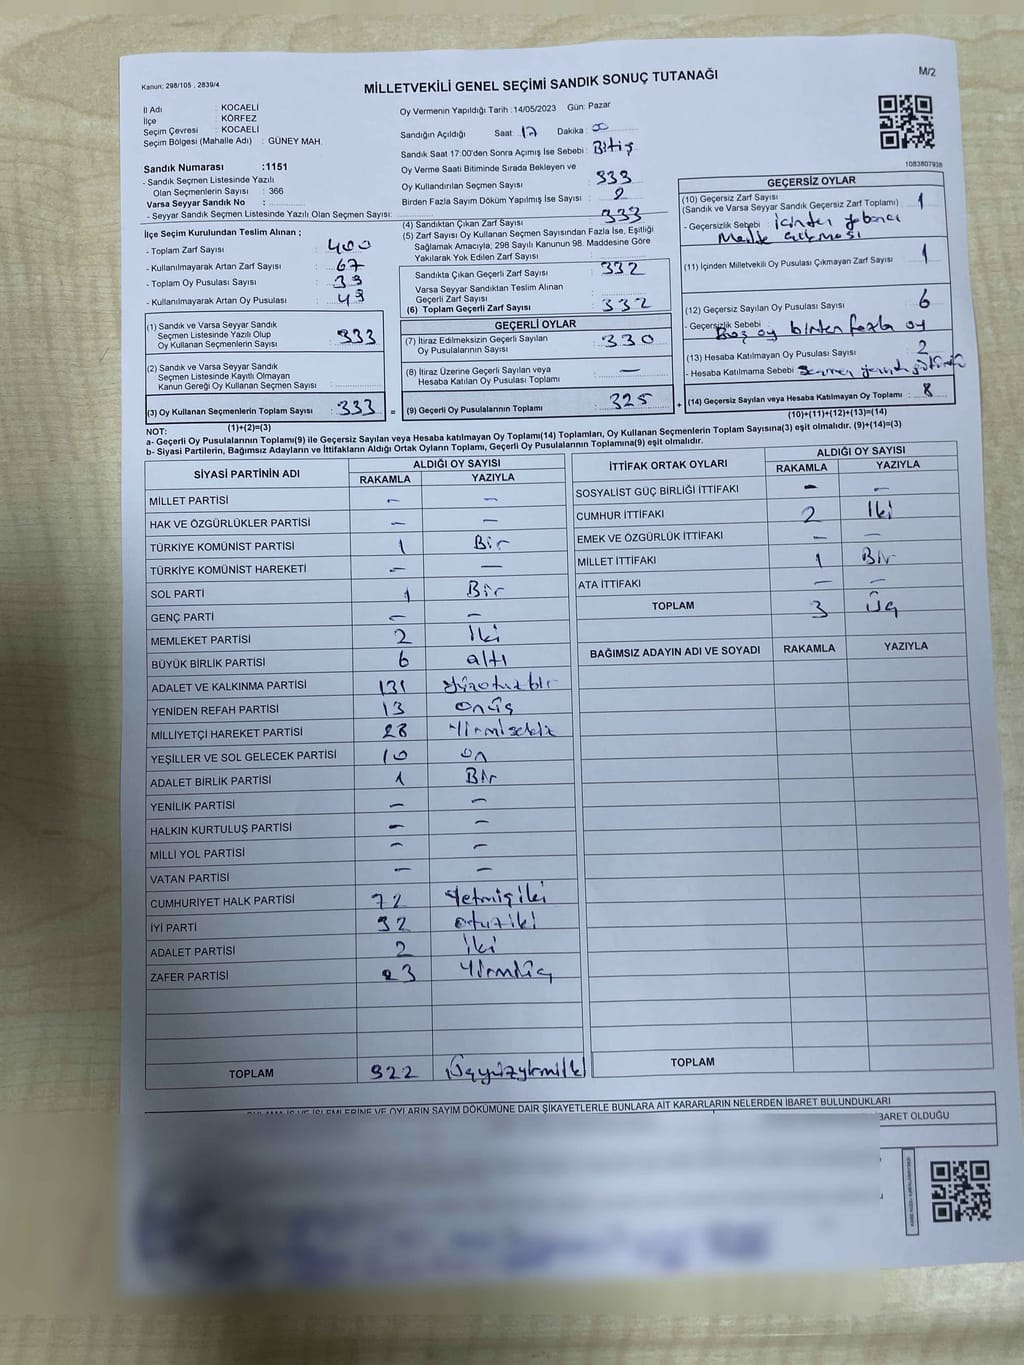 Kanun: 298/105 , 2839/4
MİLLETVEKİLİ GENEL SEÇİMİ SANDIK SONUÇ TUTANAĞI
M/2
İl Adı : KOCAELİ
İlçe : KÖRFEZ
Seçim Çevresi : KOCAELİ
Seçim Bölgesi (Mahalle Adı) : GÜNEY MAH.
Sandık Numarası :1151
- Sandık Seçmen Listesinde Yazılı
Olan Seçmenlerin Sayısı : 366
Varsa Seyyar Sandık No :
- Seyyar Sandık Seçmen Listesinde Yazılı Olan Seçmen Sayısı:
İlçe Seçim Kurulundan Teslim Alınan ;
- Toplam Zarf Sayısı : 400
- Kullanılmayarak Artan Zarf Sayısı : 67
- Toplam Oy Pusulası Sayısı :
- Kullanılmayarak Artan Oy Pusulası : 43
(1) Sandık ve Varsa Seyyar Sandık
Seçmen Listesinde Yazılı Olup
Oy Kullanan Seçmenlerin Sayısı : 333
(2) Sandık ve Varsa Seyyar Sandık
Seçmen Listesinde Kayıtlı Olmayan
Kanun Gereği Oy Kullanan Seçmen Sayısı :
(3) Oy Kullanan Seçmenlerin Toplam Sayısı : 333 =
(1)+(2)=(3)
Oy Vermenin Yapıldığı Tarih : 14/05/2023 Gün: Pazar
Sandığın Açıldığı Saat: 17 Dakika : 00
Sandık Saat 17:00'den Sonra Açımış İse Sebebi : Bitiş
Oy Verme Saati Bitiminde Sırada Bekleyen ve
Oy Kullandırılan Seçmen Sayısı : 333
Birden Fazla Sayım Döküm Yapılmış İse Sayısı : 2
(4) Sandıktan Çıkan Zarf Sayısı : 333
(5) Zarf Sayısı Oy Kullanan Seçmen Sayısından Fazla İse, Eşitliği
Sağlamak Amacıyla; 298 Sayılı Kanunun 98. Maddesine Göre
Yakılarak Yok Edilen Zarf Sayısı :
Sandıkta Çıkan Geçerli Zarf Sayısı : 332
Varsa Seyyar Sandıktan Teslim Alınan
Geçerli Zarf Sayısı :
(6) Toplam Geçerli Zarf Sayısı : 332
GEÇERLİ OYLAR
(7) İtiraz Edilmeksizin Geçerli Sayılan
Oy Pusulalarının Sayısı : 330
(8) İtiraz Üzerine Geçerli Sayılan veya
Hesaba Katılan Oy Pusulası Toplamı : —
(9) Geçerli Oy Pusulalarının Toplamı : 325 +
1083807938
GEÇERSİZ OYLAR
(10) Geçersiz Zarf Sayısı
(Sandık ve Varsa Seyyar Sandık Geçersiz Zarf Toplamı) : 1
- Geçersizlik Sebebi : içinden yabancı
çıkması
(11) İçinden Milletvekili Oy Pusulası Çıkmayan Zarf Sayısı : 1
(12) Geçersiz Sayılan Oy Pusulası Sayısı : 6
- Geçersizlik Sebebi : Boş oy birden fazla oy
(13) Hesaba Katılmayan Oy Pusulası Sayısı : 2
- Hesaba Katılmama Sebebi
(14) Geçersiz Sayılan veya Hesaba Katılmayan Oy Toplamı : 8
(10)+(11)+(12)+(13)=(14)
NOT:
a- Geçerli Oy Pusulalarının Toplamı(9) ile Geçersiz Sayılan veya Hesaba katılmayan Oy Toplamı(14) Toplamları, Oy Kullanan Seçmenlerin Toplam Sayısına(3) eşit olmalıdır. (9)+(14)=(3)
b- Siyasi Partilerin, Bağımsız Adayların ve İttifakların Aldığı Ortak Oyların Toplamı, Geçerli Oy Pusulalarının Toplamına(9) eşit olmalıdır.
SİYASİ PARTİNİN ADI ALDIĞI OY SAYISI
RAKAMLA YAZIYLA
MİLLET PARTİSİ - -
HAK VE ÖZGÜRLÜKLER PARTİSİ - -
TÜRKİYE KOMÜNİST PARTİSİ 1 Bir
TÜRKİYE KOMÜNİST HAREKETİ - -
SOL PARTİ 1 Bir
GENÇ PARTİ - -
MEMLEKET PARTİSİ 2 İki
BÜYÜK BİRLİK PARTİSİ 6 altı
ADALET VE KALKINMA PARTİSİ 131 Yüzotuzbir
YENİDEN REFAH PARTİSİ 13 Onüç
MİLLİYETÇİ HAREKET PARTİSİ 28 Yirmisekiz
YEŞİLLER VE SOL GELECEK PARTİSİ 10 On
ADALET BİRLİK PARTİSİ 1 Bir
YENİLİK PARTİSİ - -
HALKIN KURTULUŞ PARTİSİ - -
MİLLİ YOL PARTİSİ - -
VATAN PARTİSİ - -
CUMHURİYET HALK PARTİSİ 72 Yetmişiki
İYİ PARTİ 32 otuziki
ADALET PARTİSİ 2 İki
ZAFER PARTİSİ 23 Yirmiüç
TOPLAM 322 Üçyüzyirmiiki
İTTİFAK ORTAK OYLARI ALDIĞI OY SAYISI
RAKAMLA YAZIYLA
SOSYALİST GÜÇ BİRLİĞİ İTTİFAKI - -
CUMHUR İTTİFAKI 2 İki
EMEK VE ÖZGÜRLÜK İTTİFAKI - -
MİLLET İTTİFAKI 1 Bir
ATA İTTİFAKI - -
TOPLAM 3 Üç
BAĞIMSIZ ADAYIN ADI VE SOYADI RAKAMLA YAZIYLA
TOPLAM
İŞLEMLERİNE VE OYLARIN SAYIM DÖKÜMÜNE DAİR ŞİKAYETLERLE BUNLARA AİT KARARLARIN NELERDEN İBARET BULUNDUKLARI
İBARET OLDUĞU